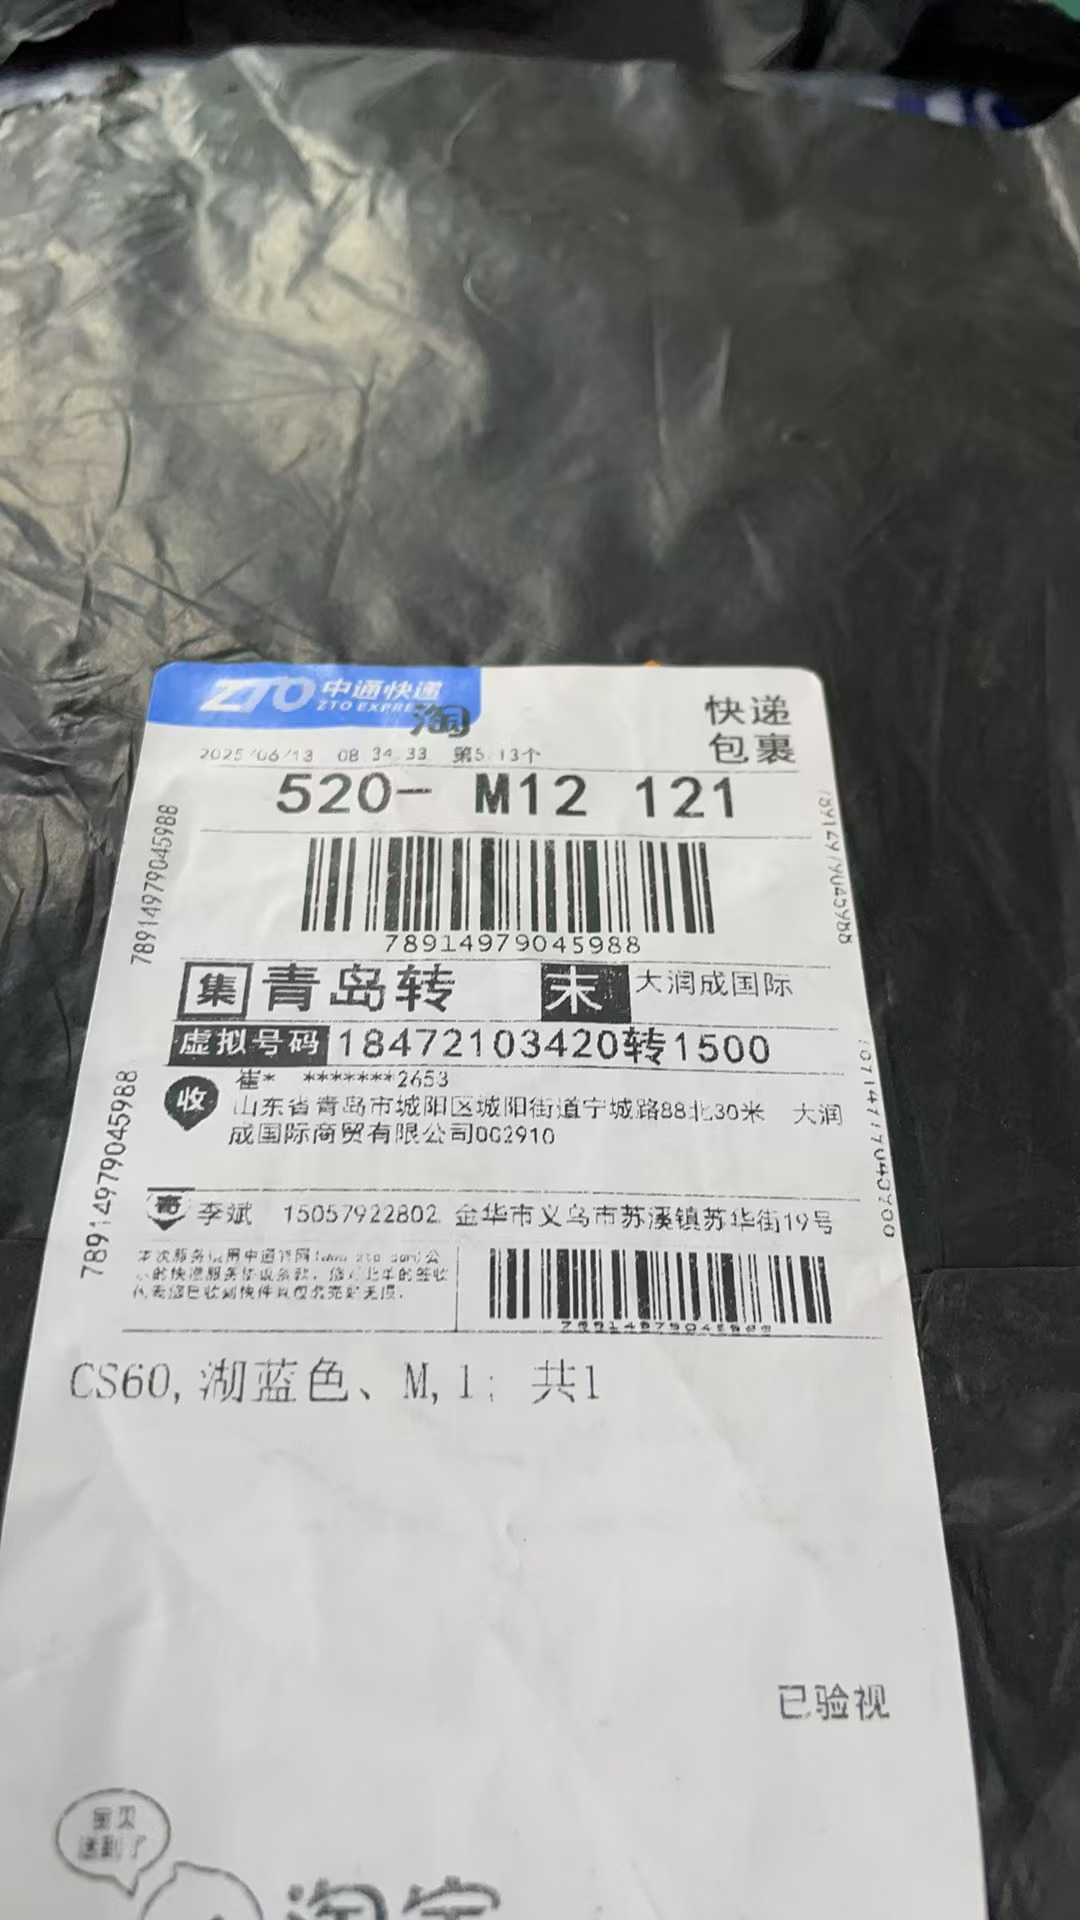 ZTO 中通快递
ZTO EXPRESS
淘
快递
包裹
2025/06/13 08 34 33 第5 13个
520- M12 121
78914979045988
78914979045988
78914979045988
集 青岛转 末 大润成国际
虚拟号码 18472103420转1500
收 崔* *******2653
山东省青岛市城阳区城阳街道宁城路88北30米 大润
成国际商贸有限公司0C2910
78914979045988
寄 李斌 15057922802 金华市义乌市苏溪镇苏华街19号
78914979045988
CS60,湖蓝色、M,1; 共1
已验视
宝贝
送到了
淘宝